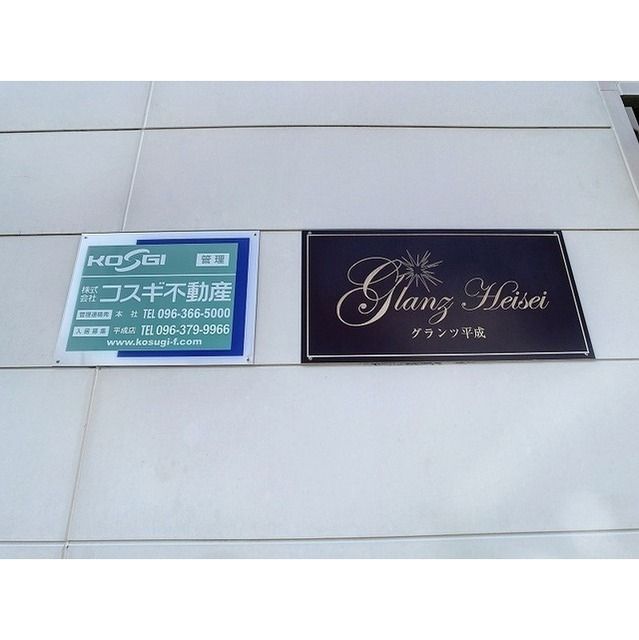 KOSGI 管理
株式会社 コスギ不動産
管理連絡先 本社 TEL 096-366-5000
入居募集 平成店 TEL 096-379-9966
www.kosugi-f.com
Glanz Heisei
グランツ平成